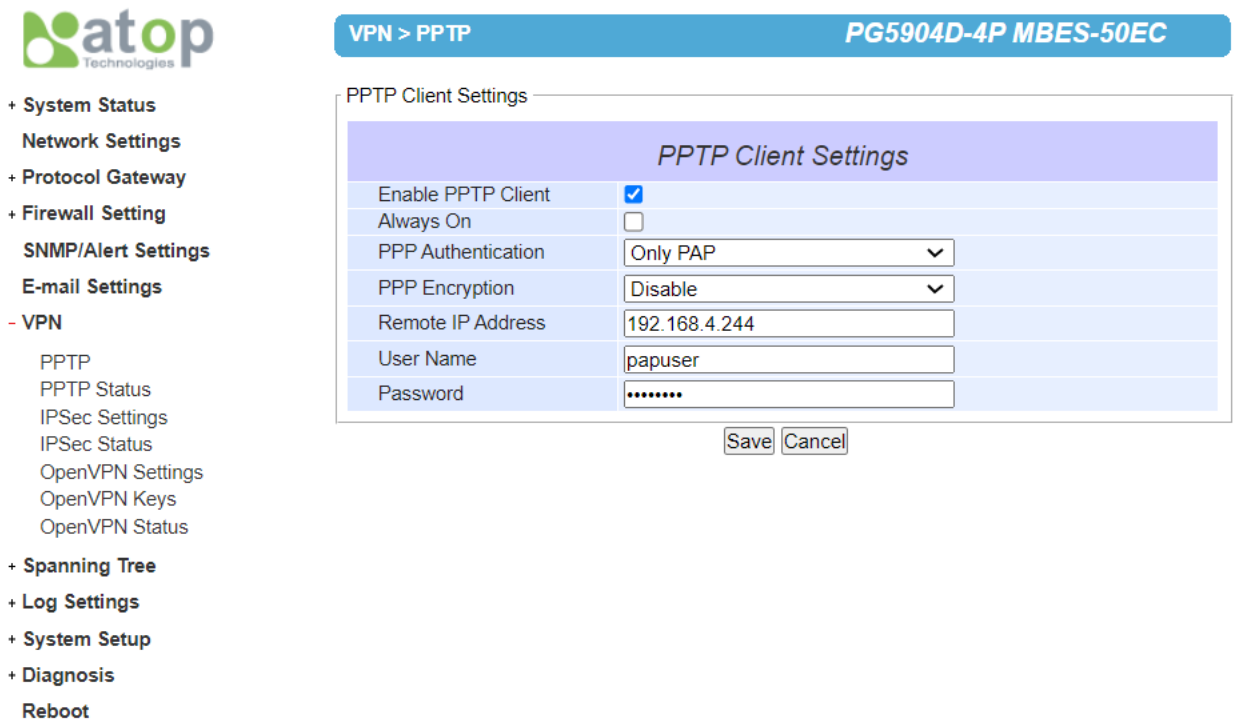 atop
Technologies
VPN > PPTP
PG5904D-4P MBES-50EC
+ System Status
Network Settings
+ Protocol Gateway
+ Firewall Setting
SNMP/Alert Settings
E-mail Settings
- VPN
PPTP
PPTP Status
IPSec Settings
IPSec Status
OpenVPN Settings
OpenVPN Keys
OpenVPN Status
+ Spanning Tree
+ Log Settings
+ System Setup
+ Diagnosis
Reboot
PPTP Client Settings
PPTP Client Settings
Enable PPTP Client
Always On
PPP Authentication Only PAP
PPP Encryption Disable
Remote IP Address 192.168.4.244
User Name papuser
Password ••••••••
Save Cancel